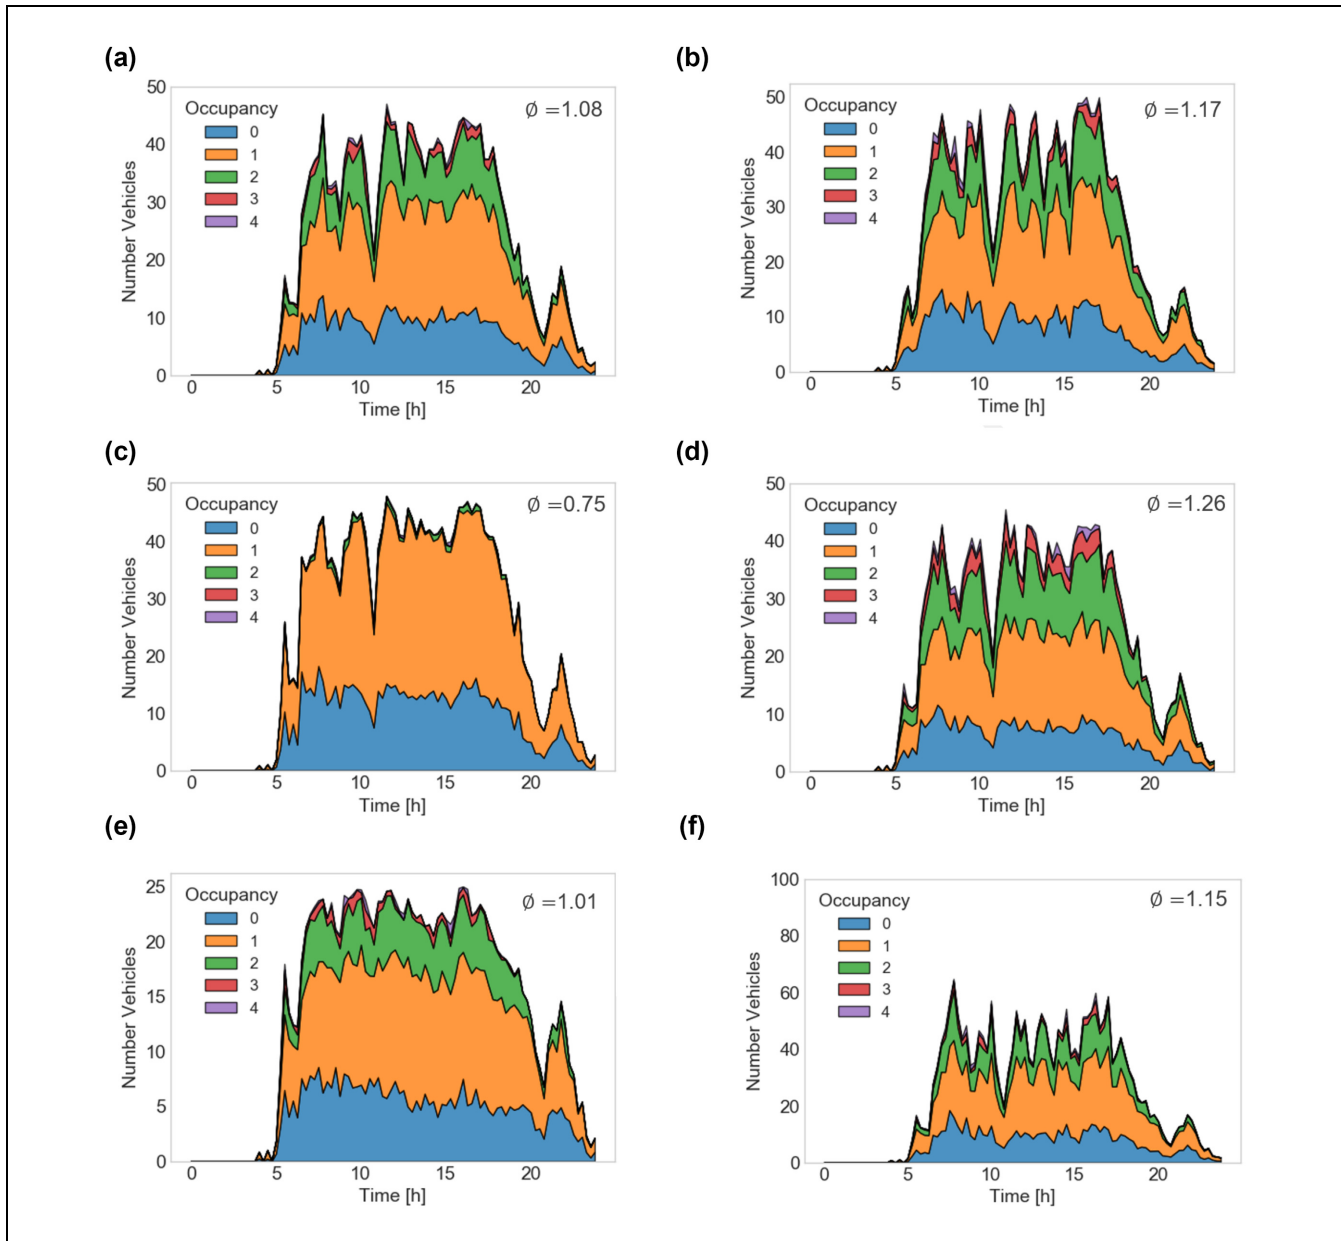 (a)
50
40
30
20
10
0
Number Vehicles
Occupancy
0
1
2
3
4
∅ =1.08
0 5 10 15 20
Time [h]
(b)
50
40
30
20
10
0
Number Vehicles
Occupancy
0
1
2
3
4
∅ =1.17
0 5 10 15 20
Time [h]
(c)
50
40
30
20
10
0
Number Vehicles
Occupancy
0
1
2
3
4
∅ =0.75
0 5 10 15 20
Time [h]
(d)
50
40
30
20
10
0
Number Vehicles
Occupancy
0
1
2
3
4
∅ =1.26
0 5 10 15 20
Time [h]
(e)
25
20
15
10
5
0
Number Vehicles
Occupancy
0
1
2
3
4
∅ =1.01
0 5 10 15 20
Time [h]
(f)
100
80
60
40
20
0
Number Vehicles
Occupancy
0
1
2
3
4
∅ =1.15
0 5 10 15 20
Time [h]